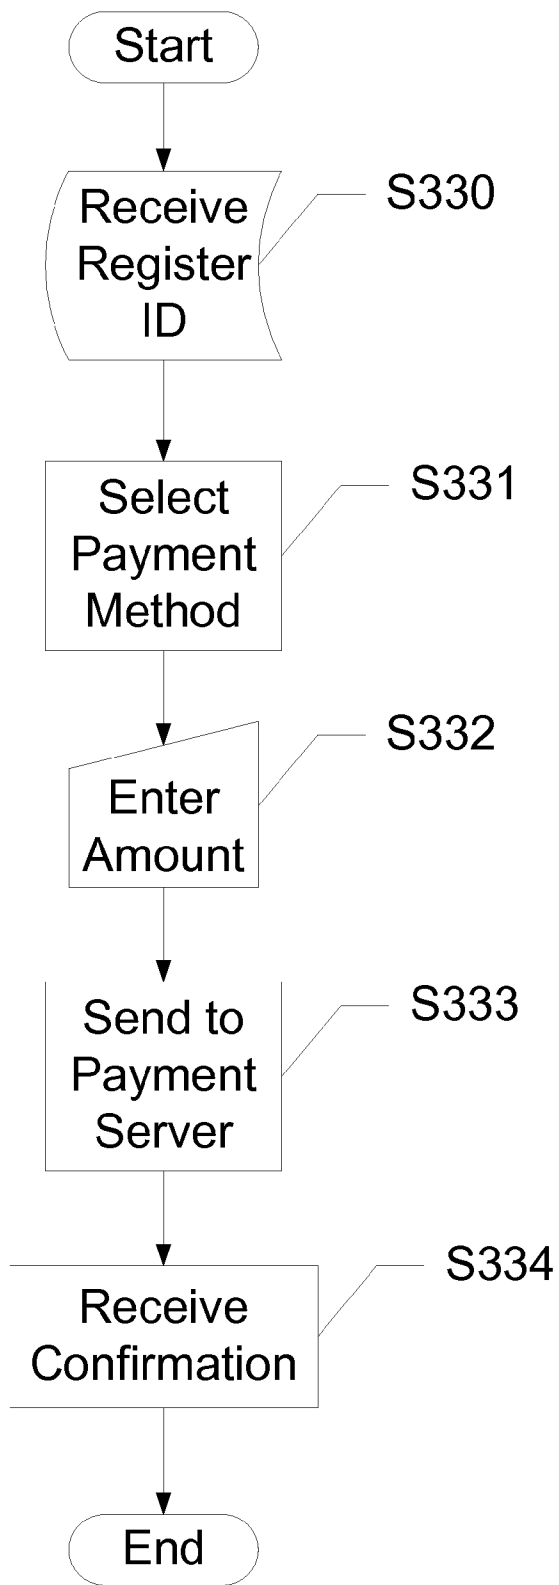 Start
Receive
Register
ID
S330
Select
Payment
Method
S331
Enter
Amount
S332
Send to
Payment
Server
S333
Receive
Confirmation
S334
End